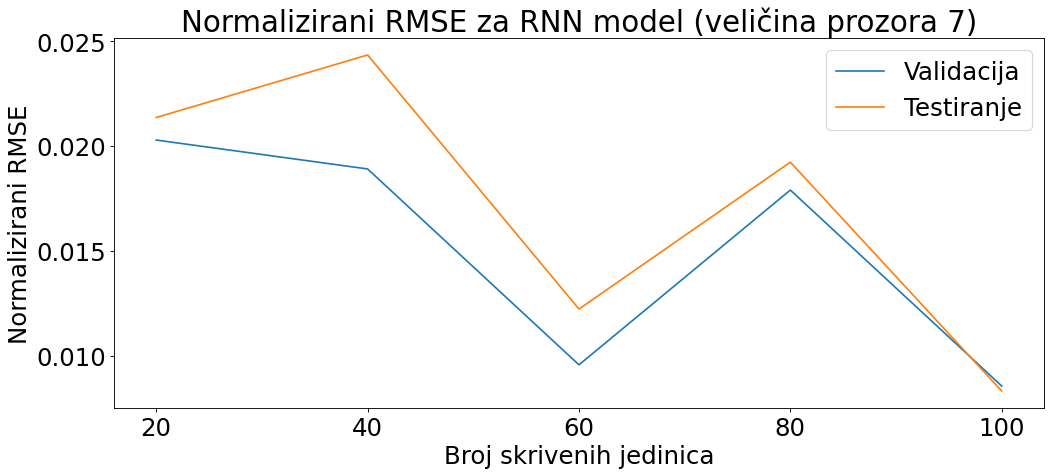 Normalizirani RMSE za RNN model (veličina prozora 7)
0.025
0.020
0.015
0.010
Normalizirani RMSE
Validacija
Testiranje
20 40 60 80 100
Broj skrivenih jedinica